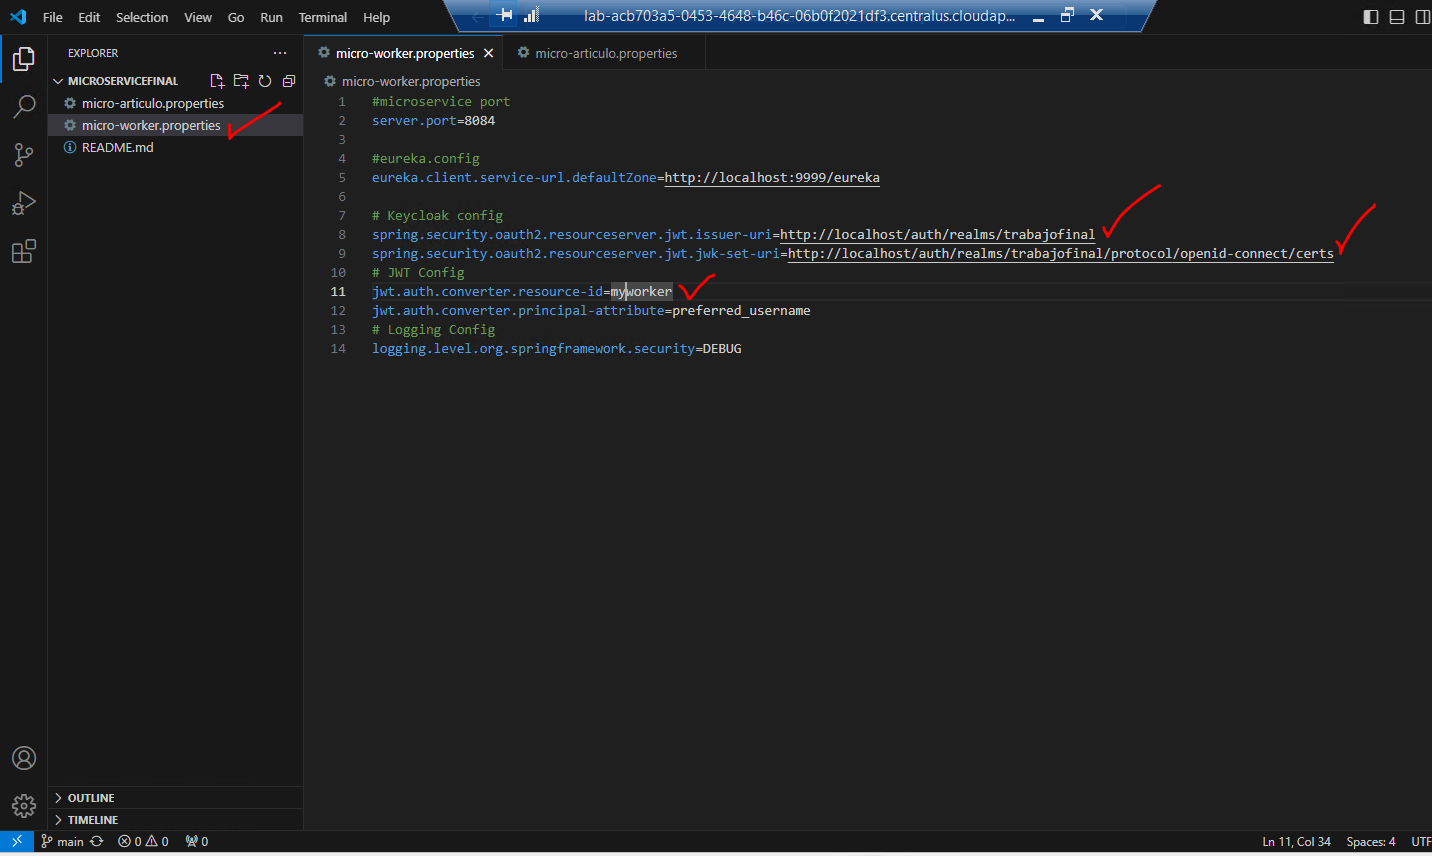 File Edit Selection View Go Run Terminal Help
lab-acb703a5-0453-4648-b46c-06b0f2021df3.centralus.cloudap...
EXPLORER
MICROSERVICEFINAL
micro-articulo.properties
micro-worker.properties
README.md
OUTLINE
TIMELINE
micro-worker.properties
micro-articulo.properties
micro-worker.properties
1 #microservice port
2 server.port=8084
3
4 #eureka.config
5 eureka.client.service-url.defaultZone=http://localhost:9999/eureka
6
7 # Keycloak config
8 spring.security.oauth2.resourceserver.jwt.issuer-uri=http://localhost/auth/realms/trabajofinal
9 spring.security.oauth2.resourceserver.jwt.jwk-set-uri=http://localhost/auth/realms/trabajofinal/protocol/openid-connect/certs
10 # JWT Config
11 jwt.auth.converter.resource-id=myworker
12 jwt.auth.converter.principal-attribute=preferred_username
13 # Logging Config
14 logging.level.org.springframework.security=DEBUG
main 0 0 0 Ln 11, Col 34 Spaces: 4 UTF